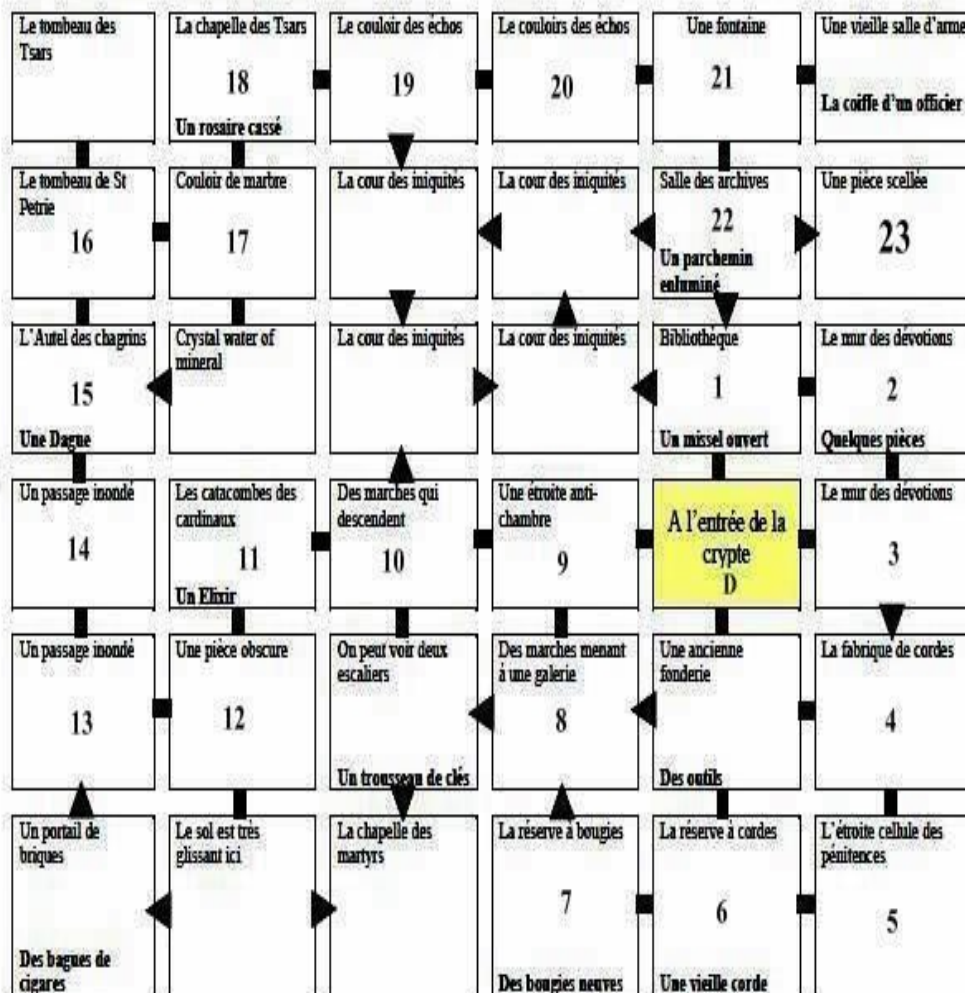 Le tombeau des
Tsars
La chapelle des Tsars
18
Un rosaire cassé
Le couloir des échos
19
Le couloirs des échos
20
Une fontaine
21
Une vieille salle d'arme
La coiffe d'un officier
Le tombeau de St
Petrie
16
Couloir de marbre
17
La cour des iniquités
La cour des iniquités
Salle des archives
22
Un parchemin
enluminé
Une pièce scellée
23
L'Autel des chagrins
15
Une Dague
Crystal water of
mineral
La cour des iniquités
La cour des iniquités
Bibliothèque
1
Un missel ouvert
Le mur des dévotions
2
Quelques pièces
Un passage inondé
14
Les catacombes des
cardinaux
11
Un Elixir
Des marches qui
descendent
10
Une étroite anti-
chambre
9
A l'entrée de la
crypte
D
Le mur des dévotions
3
Un passage inondé
13
Une pièce obscure
12
On peut voir deux
escaliers
Un trousseau de clés
Des marches menant
à une galerie
8
Une ancienne
fonderie
Des outils
La fabrique de cordes
4
Un portail de
briques
Des bagues de
cigares
Le sol est très
glissant ici
La chapelle des
martyrs
La réserve à bougies
7
Des bougies neuves
La réserve à cordes
6
Une vieille corde
L'étroite cellule des
pénitences
5